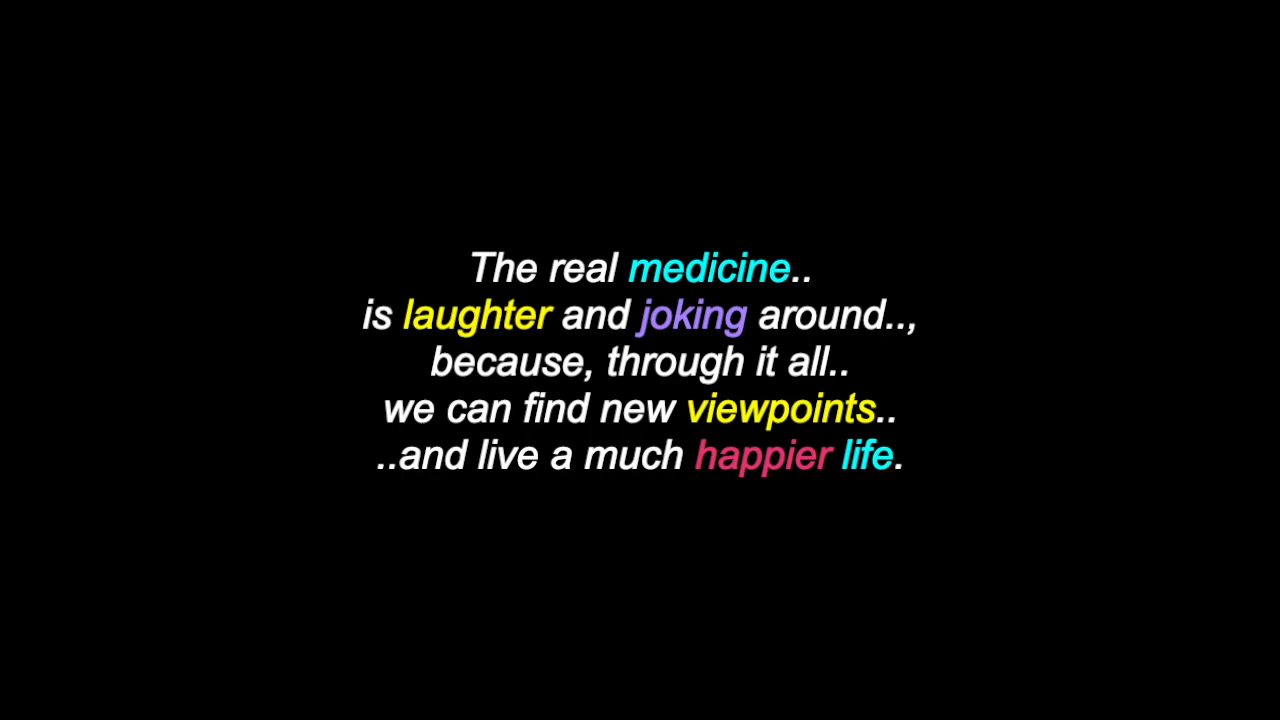 The real medicine..
is laughter and joking around..,
because, through it all..
we can find new viewpoints..
..and live a much happier life.